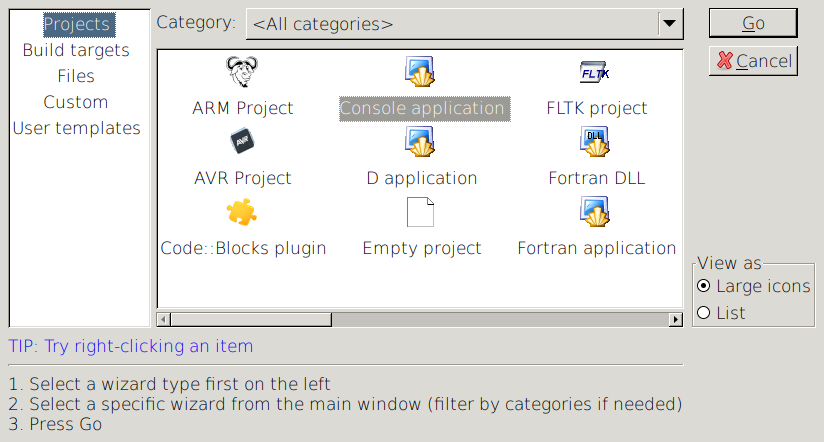 Projects
Build targets
Files
Custom
User templates
Category: <All categories>
Go
Cancel
ARM Project
Console application
FLTK
FLTK project
AVR
AVR Project
D application
DLL
Fortran DLL
Code::Blocks plugin
Empty project
Fortran application
View as
Large icons
List
TIP: Try right-clicking an item
1. Select a wizard type first on the left
2. Select a specific wizard from the main window (filter by categories if needed)
3. Press Go